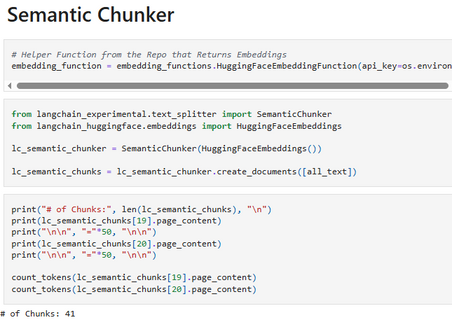 Semantic Chunker
# Helper Function from the Repo that Returns Embeddings
embedding_function = embedding_functions.HuggingFaceEmbeddingFunction(api_key=os.environ
from langchain_experimental.text_splitter import SemanticChunker
from langchain_huggingface.embeddings import HuggingFaceEmbeddings
lc_semantic_chunker = SemanticChunker(HuggingFaceEmbeddings())
lc_semantic_chunks = lc_semantic_chunker.create_documents([all_text])
print("# of Chunks:", len(lc_semantic_chunks), "\n")
print(lc_semantic_chunks[19].page_content)
print("\n\n", "="*50, "\n\n")
print(lc_semantic_chunks[20].page_content)
print("\n\n", "="*50, "\n\n")
count_tokens(lc_semantic_chunks[19].page_content)
count_tokens(lc_semantic_chunks[20].page_content)
# of Chunks: 41